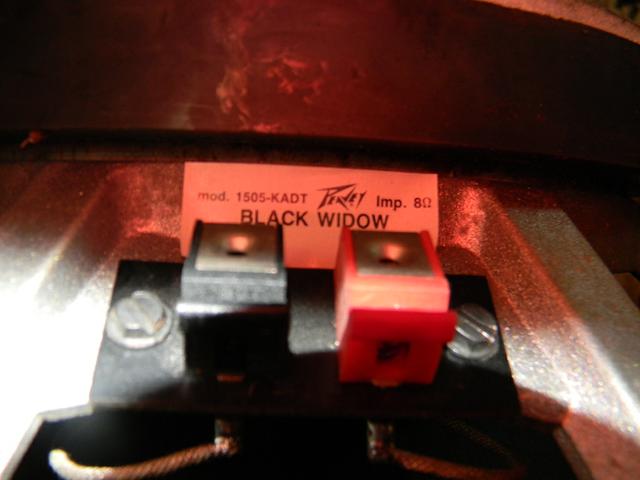 mod. 1505-KADT PEAVEY Imp. 8Ω
BLACK WIDOW